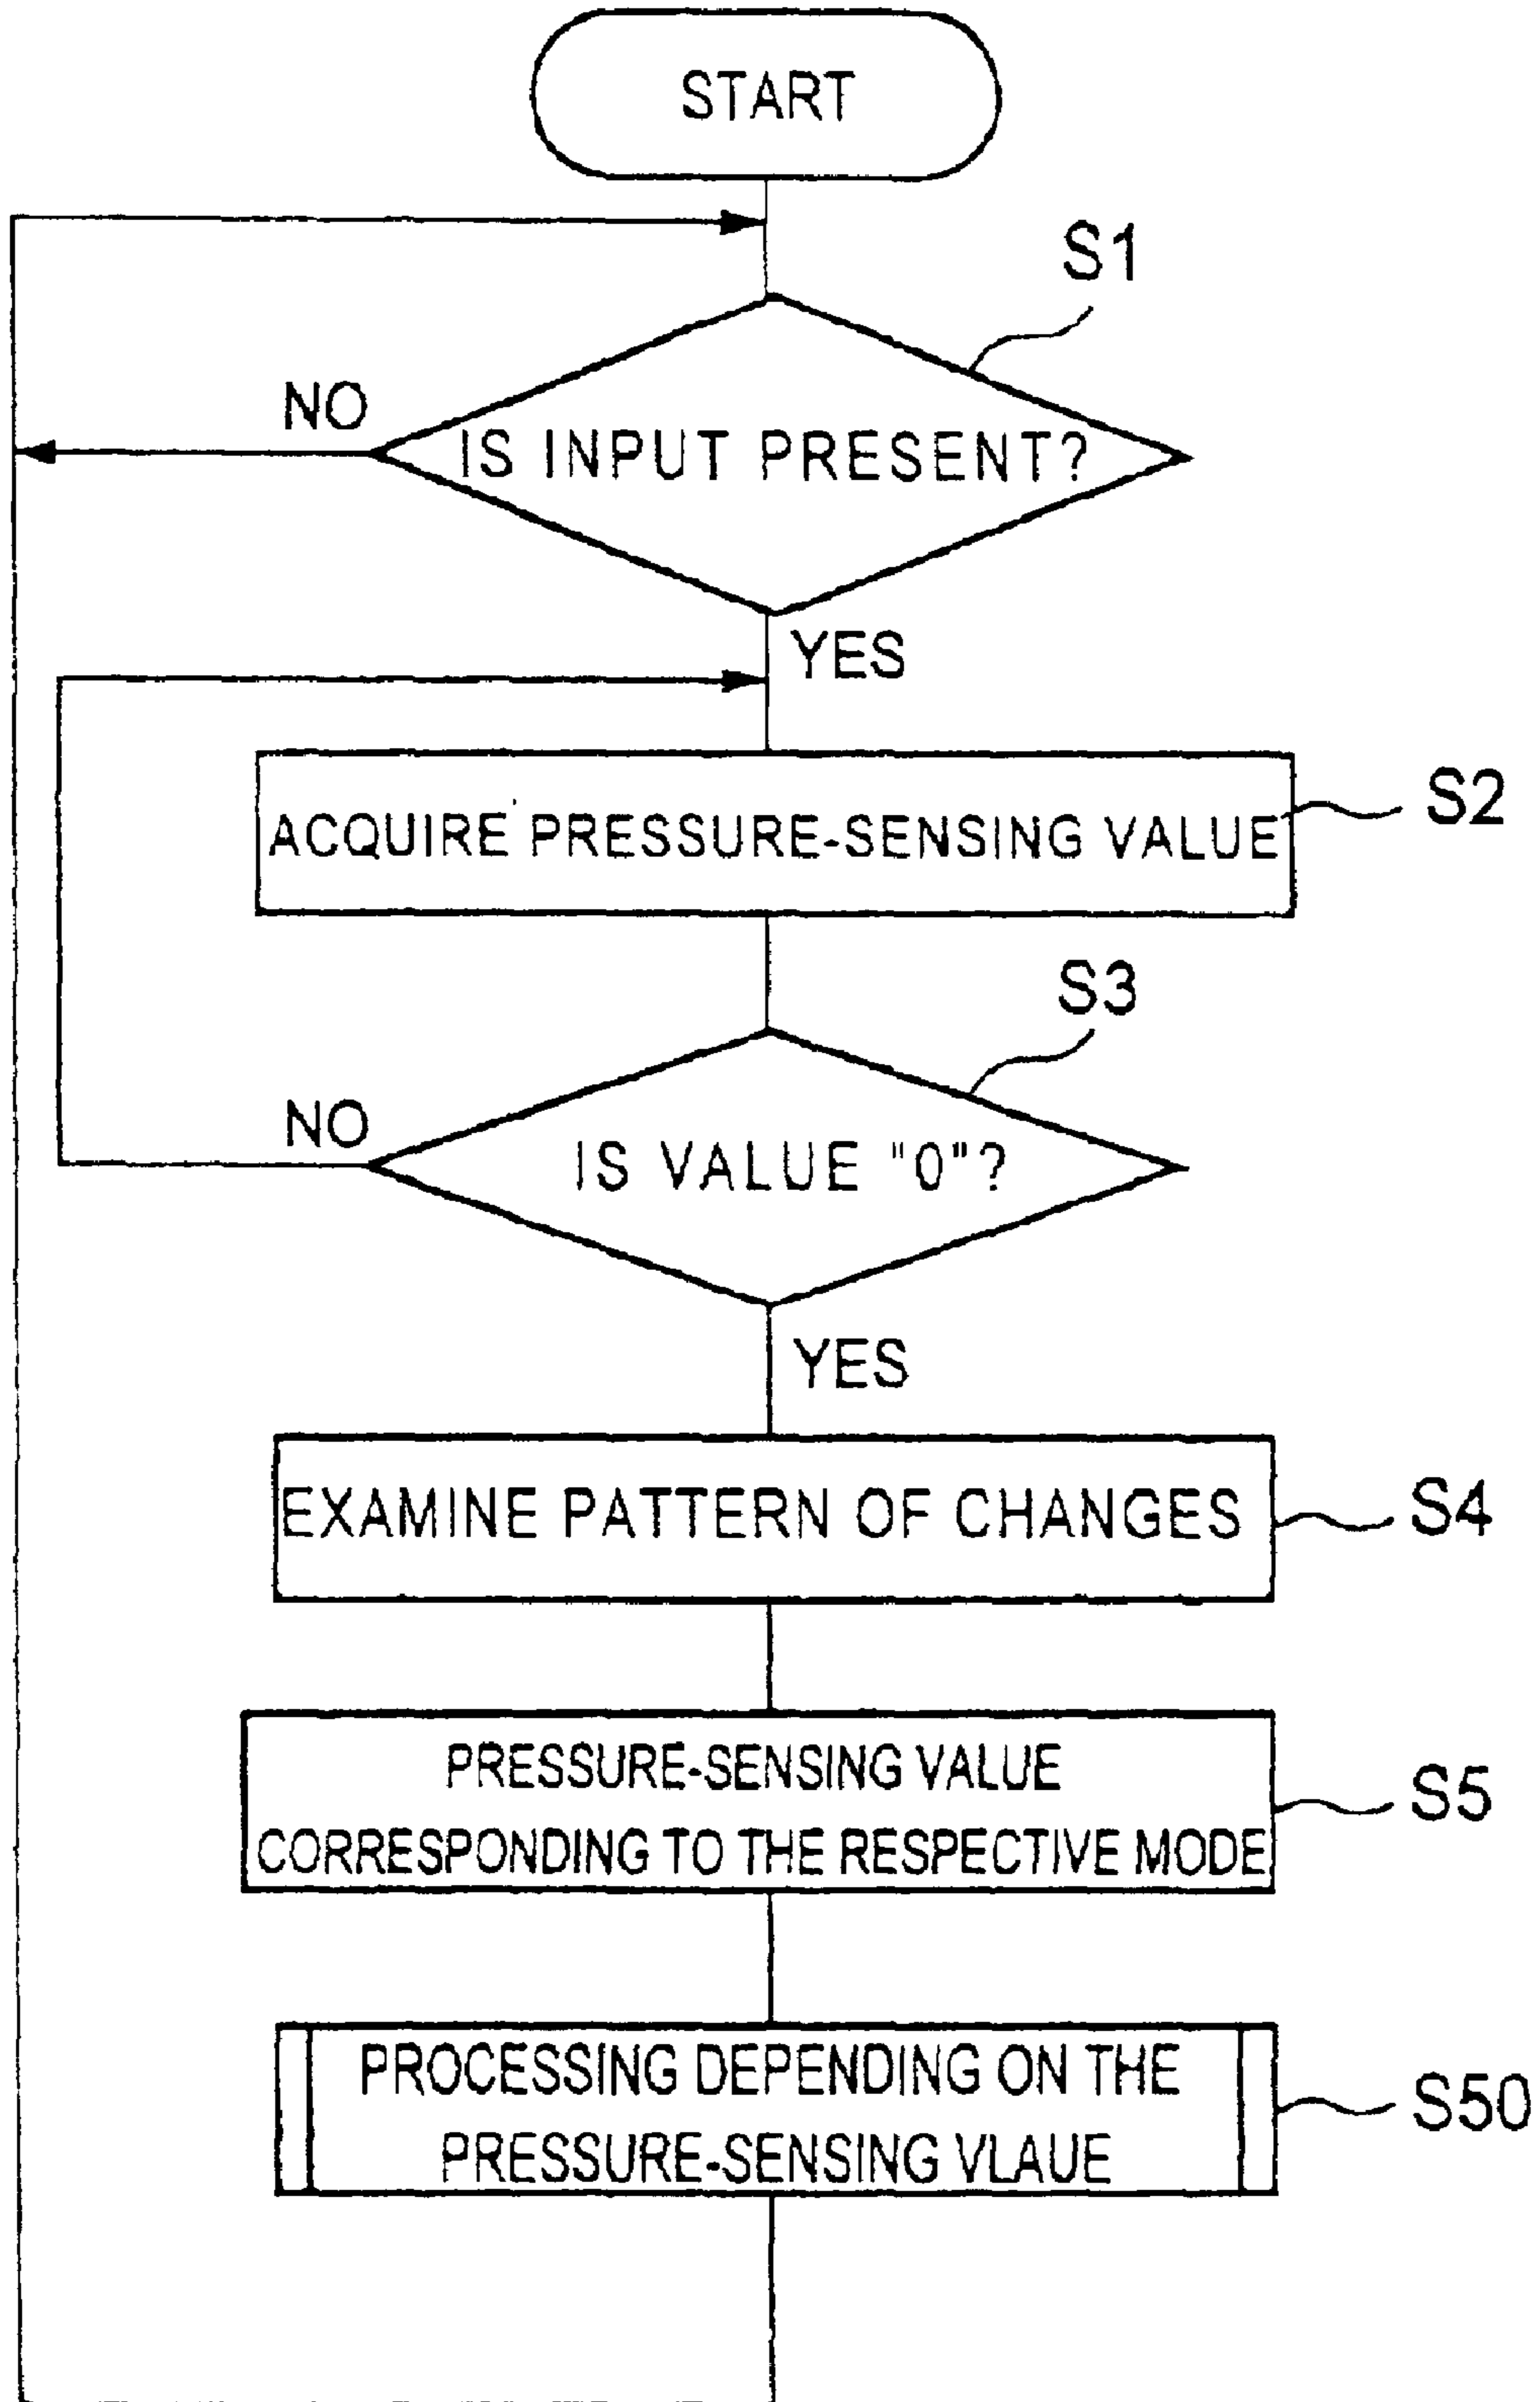 START
S1
NO
IS INPUT PRESENT?
YES
ACQUIRE PRESSURE-SENSING VALUE
S2
S3
NO
IS VALUE "0"?
YES
EXAMINE PATTERN OF CHANGES
S4
PRESSURE-SENSING VALUE
CORRESPONDING TO THE RESPECTIVE MODE
S5
PROCESSING DEPENDING ON THE
PRESSURE-SENSING VLAUE
S50